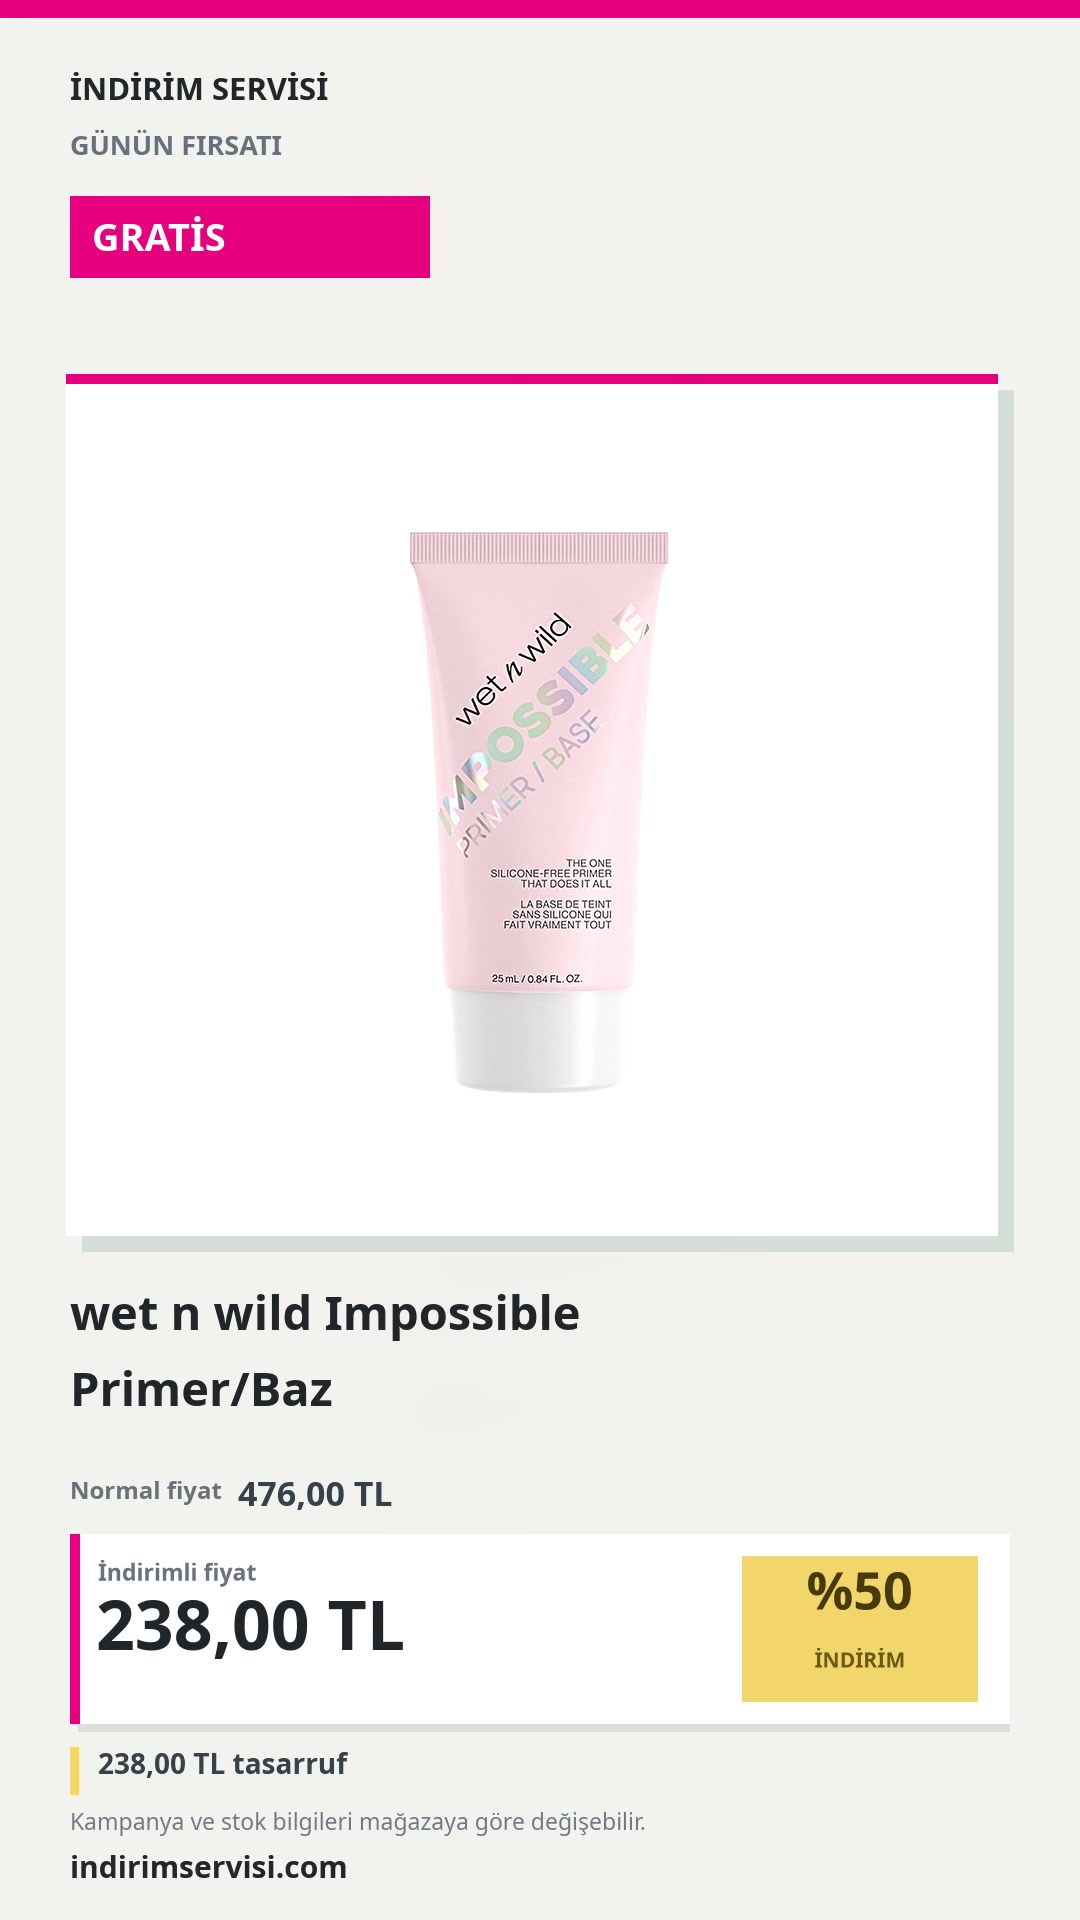 İNDİRİM SERVİSİ
GÜNÜN FIRSATI
GRATİS
wet n wild
IMPOSSIBLE
PRIMER / BASE
THE ONE
SILICONE-FREE PRIMER
THAT DOES IT ALL
LA BASE DE TEINT
SANS SILICONE QUI
FAIT VRAIMENT TOUT
25 mL / 0.84 FL. OZ.
wet n wild Impossible
Primer/Baz
Normal fiyat 476,00 TL
İndirimli fiyat
238,00 TL
%50
İNDİRİM
238,00 TL tasarruf
Kampanya ve stok bilgileri mağazaya göre değişebilir.
indirimservisi.com